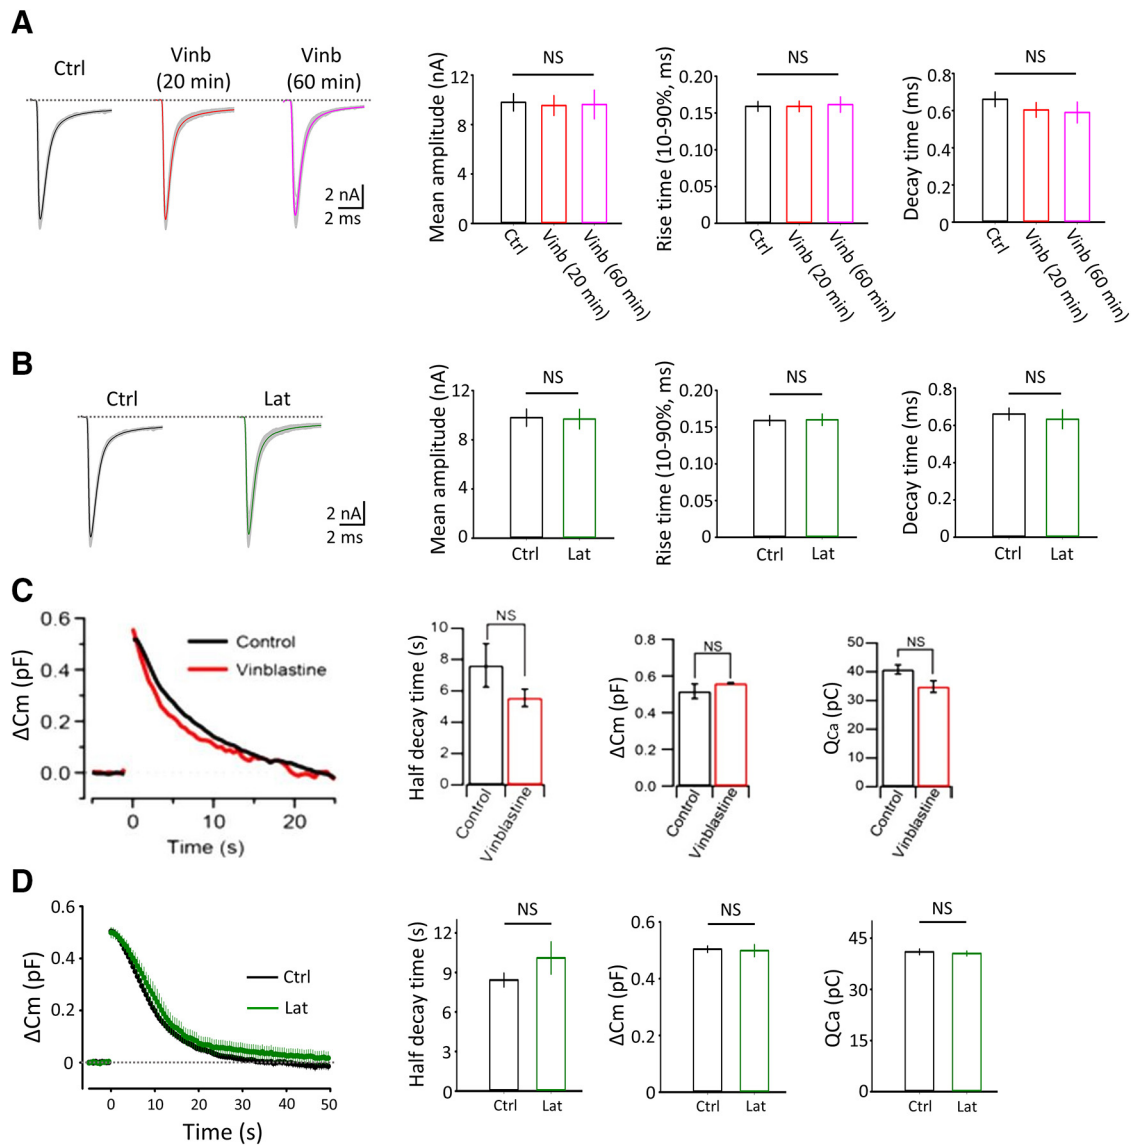 A
Ctrl
Vinb
(20 min)
Vinb
(60 min)
2 nA
2 ms
Mean amplitude (nA)
12
8
4
0
NS
Ctrl
Vinb (20 min)
Vinb (60 min)
Rise time (10-90%, ms)
0.20
0.15
0.10
0.05
0
NS
Ctrl
Vinb (20 min)
Vinb (60 min)
Decay time (ms)
0.8
0.6
0.4
0.2
0
NS
Ctrl
Vinb (20 min)
Vinb (60 min)
B
Ctrl
Lat
2 nA
2 ms
Mean amplitude (nA)
12
8
4
0
NS
Ctrl
Lat
Rise time (10-90%, ms)
0.20
0.15
0.10
0.05
0
NS
Ctrl
Lat
Decay time (ms)
0.8
0.6
0.4
0.2
0
NS
Ctrl
Lat
C
ΔCm (pF)
0.6
0.4
0.2
0.0
Control
Vinblastine
0
10
20
Time (s)
Half decay time (s)
10
8
6
4
2
0
NS
Control
Vinblastine
ΔCm (pF)
0.8
0.6
0.4
0.2
0.0
NS
Control
Vinblastine
QCa (pC)
50
40
30
20
10
0
NS
Control
Vinblastine
D
ΔCm (pF)
0.6
0.4
0.2
0
Ctrl
Lat
0
10
20
30
40
50
Time (s)
Half decay time (s)
12
9
6
3
0
NS
Ctrl
Lat
ΔCm (pF)
0.6
0.4
0.2
0
NS
Ctrl
Lat
QCa (pC)
45
30
15
0
NS
Ctrl
Lat